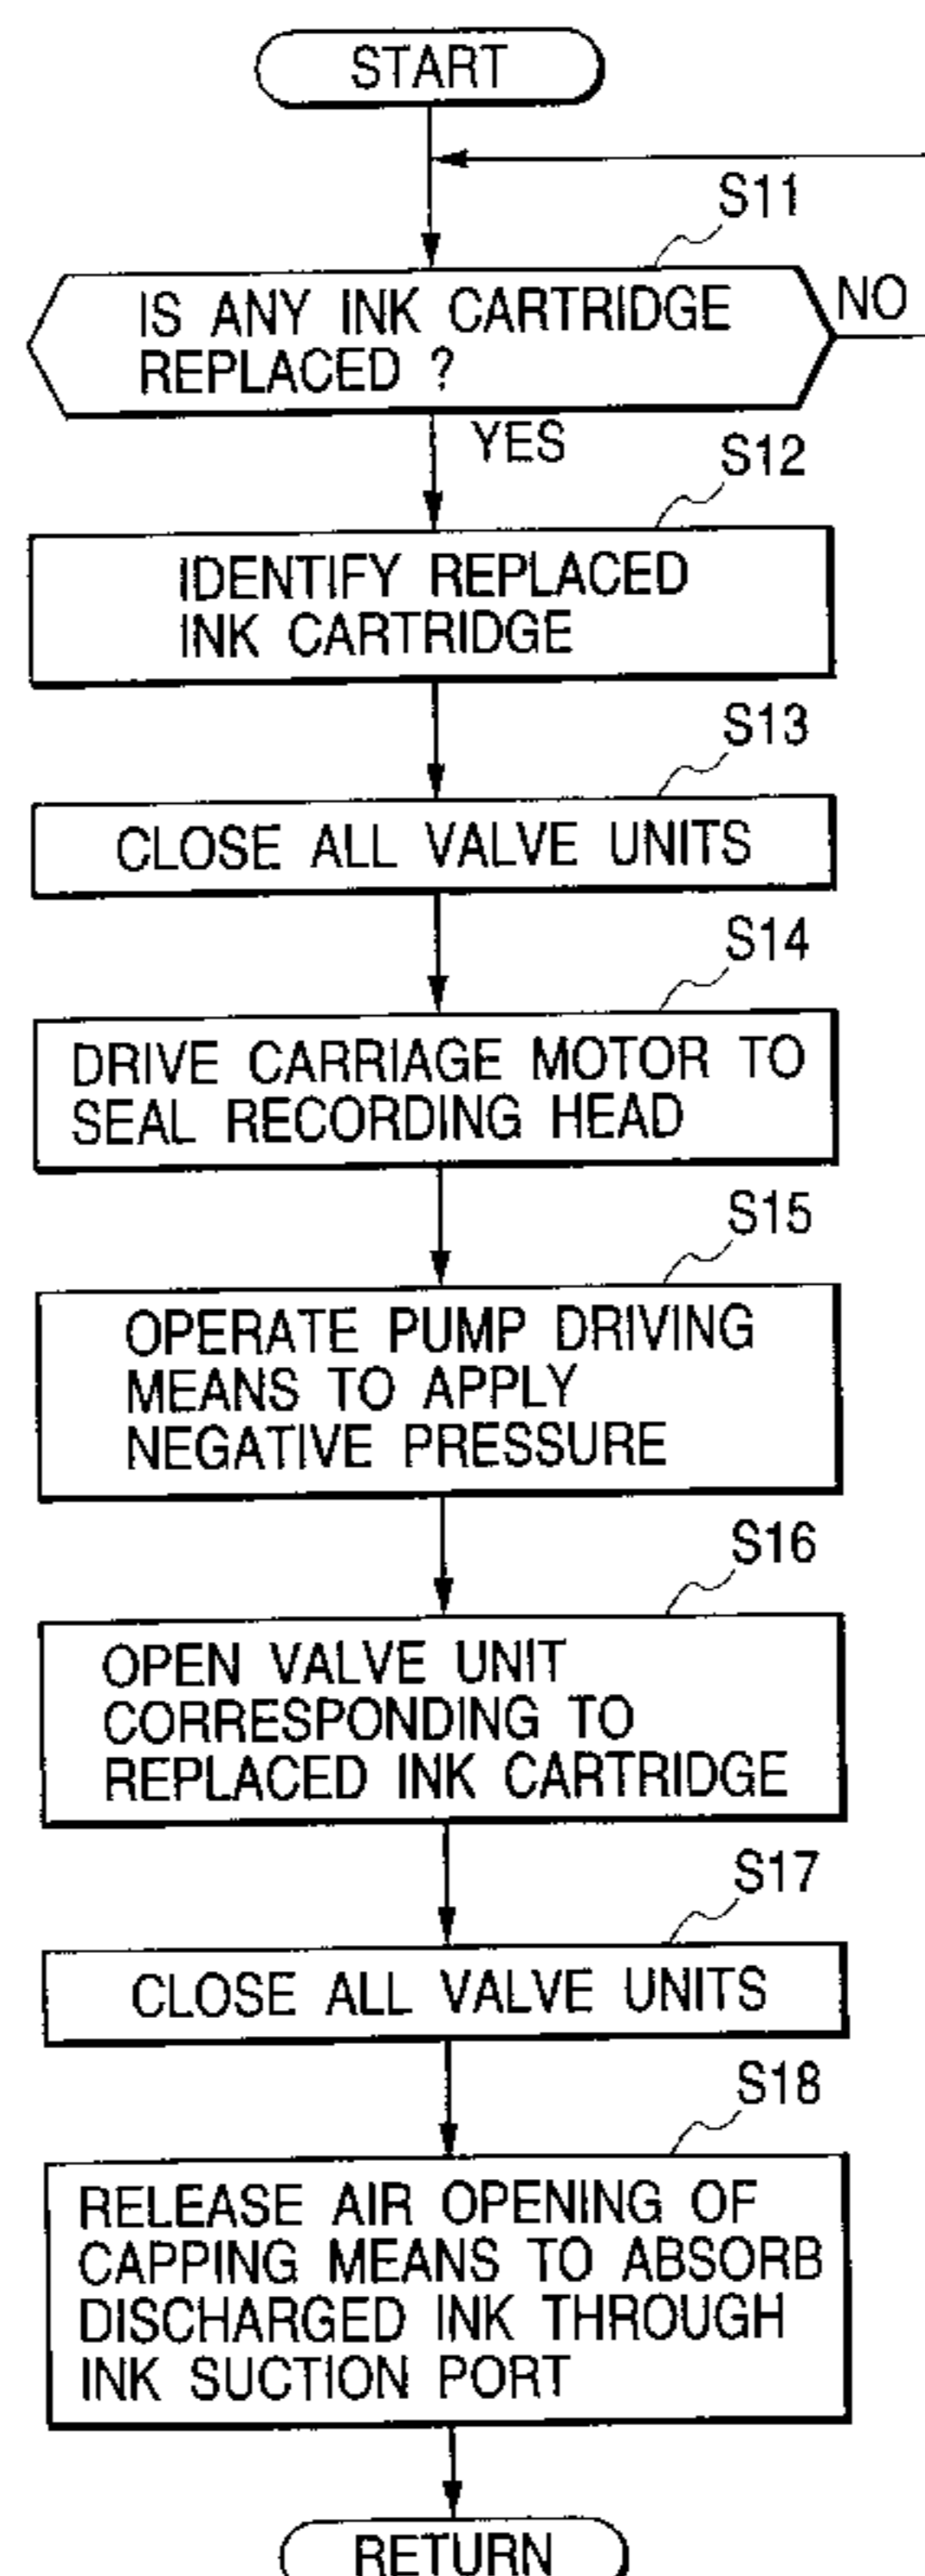 START
S11
IS ANY INK CARTRIDGE
REPLACED ?
NO
YES
S12
IDENTIFY REPLACED
INK CARTRIDGE
S13
CLOSE ALL VALVE UNITS
S14
DRIVE CARRIAGE MOTOR TO
SEAL RECORDING HEAD
S15
OPERATE PUMP DRIVING
MEANS TO APPLY
NEGATIVE PRESSURE
S16
OPEN VALVE UNIT
CORRESPONDING TO
REPLACED INK CARTRIDGE
S17
CLOSE ALL VALVE UNITS
S18
RELEASE AIR OPENING OF
CAPPING MEANS TO ABSORB
DISCHARGED INK THROUGH
INK SUCTION PORT
RETURN